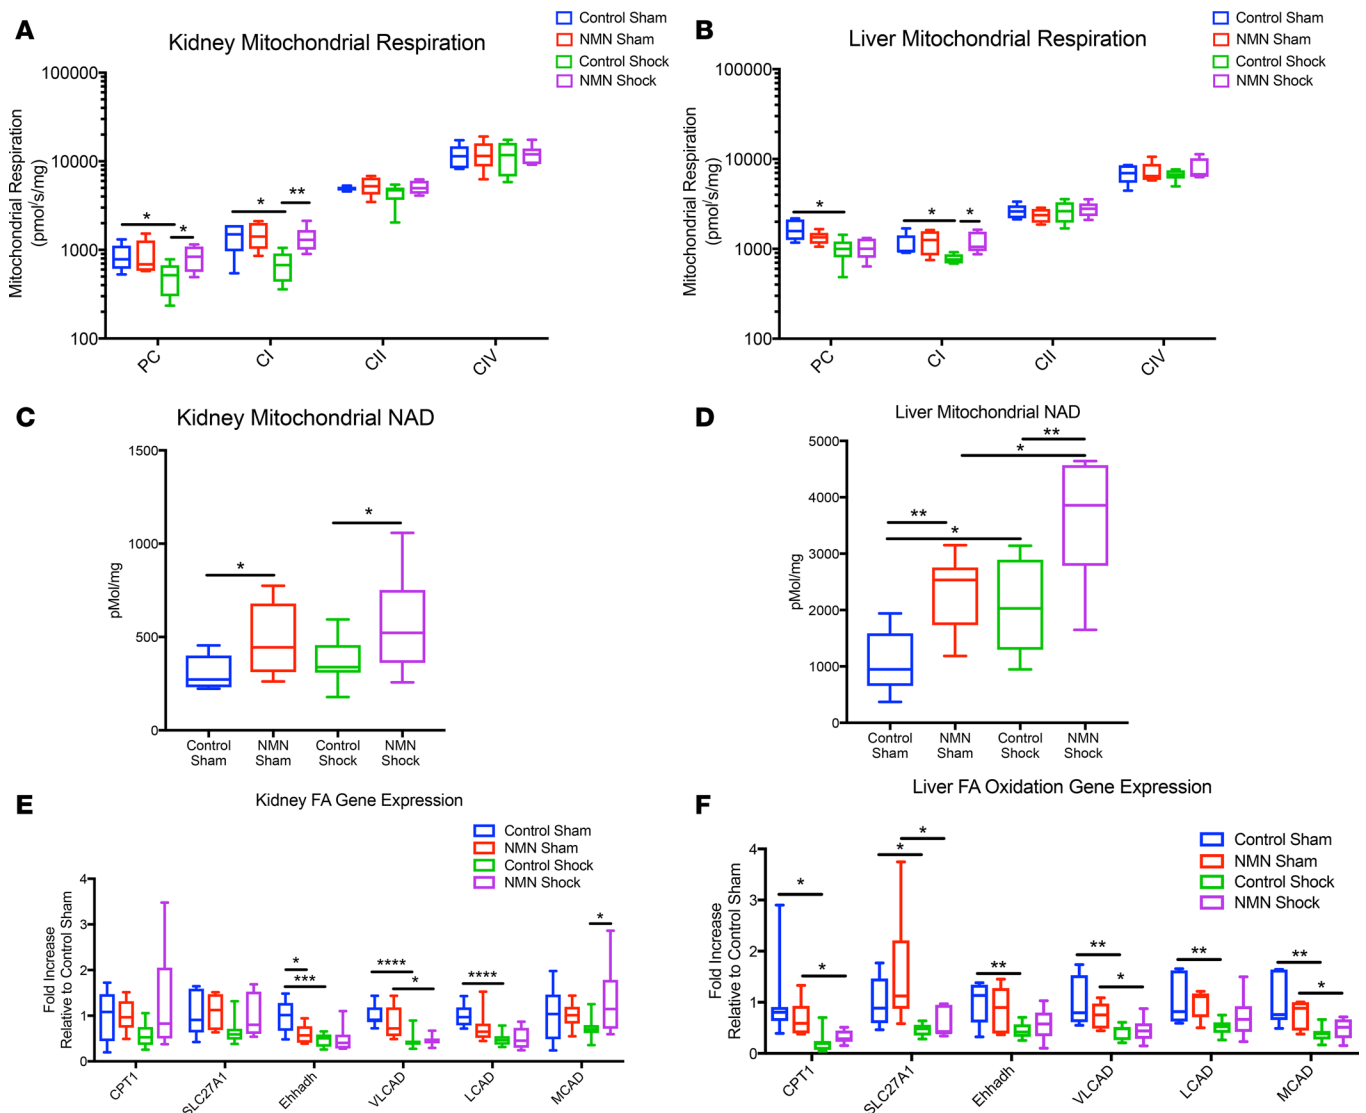 A
Kidney Mitochondrial Respiration
Control Sham
NMN Sham
Control Shock
NMN Shock
Mitochondrial Respiration
(pmol/s/mg)
100000
10000
1000
100
*
*
*
**
PC
CI
CII
CIV
B
Liver Mitochondrial Respiration
Control Sham
NMN Sham
Control Shock
NMN Shock
Mitochondrial Respiration
(pmol/s/mg)
100000
10000
1000
100
*
*
*
PC
CI
CII
CIV
C
Kidney Mitochondrial NAD
pMol/mg
1500
1000
500
0
*
*
Control
Sham
NMN
Sham
Control
Shock
NMN
Shock
D
Liver Mitochondrial NAD
pMol/mg
5000
4000
3000
2000
1000
0
**
*
**
*
Control
Sham
NMN
Sham
Control
Shock
NMN
Shock
E
Kidney FA Gene Expression
Control Sham
NMN Sham
Control Shock
NMN Shock
Fold Increase
Relative to Control Sham
4
3
2
1
0
*
***
****
*
****
*
CPT1
SLC27A1
Ehhadh
VLCAD
LCAD
MCAD
F
Liver FA Oxidation Gene Expression
Control Sham
NMN Sham
Control Shock
NMN Shock
Fold Increase
Relative to Control Sham
4
3
2
1
0
*
*
*
*
**
**
*
**
**
*
CPT1
SLC27A1
Ehhadh
VLCAD
LCAD
MCAD